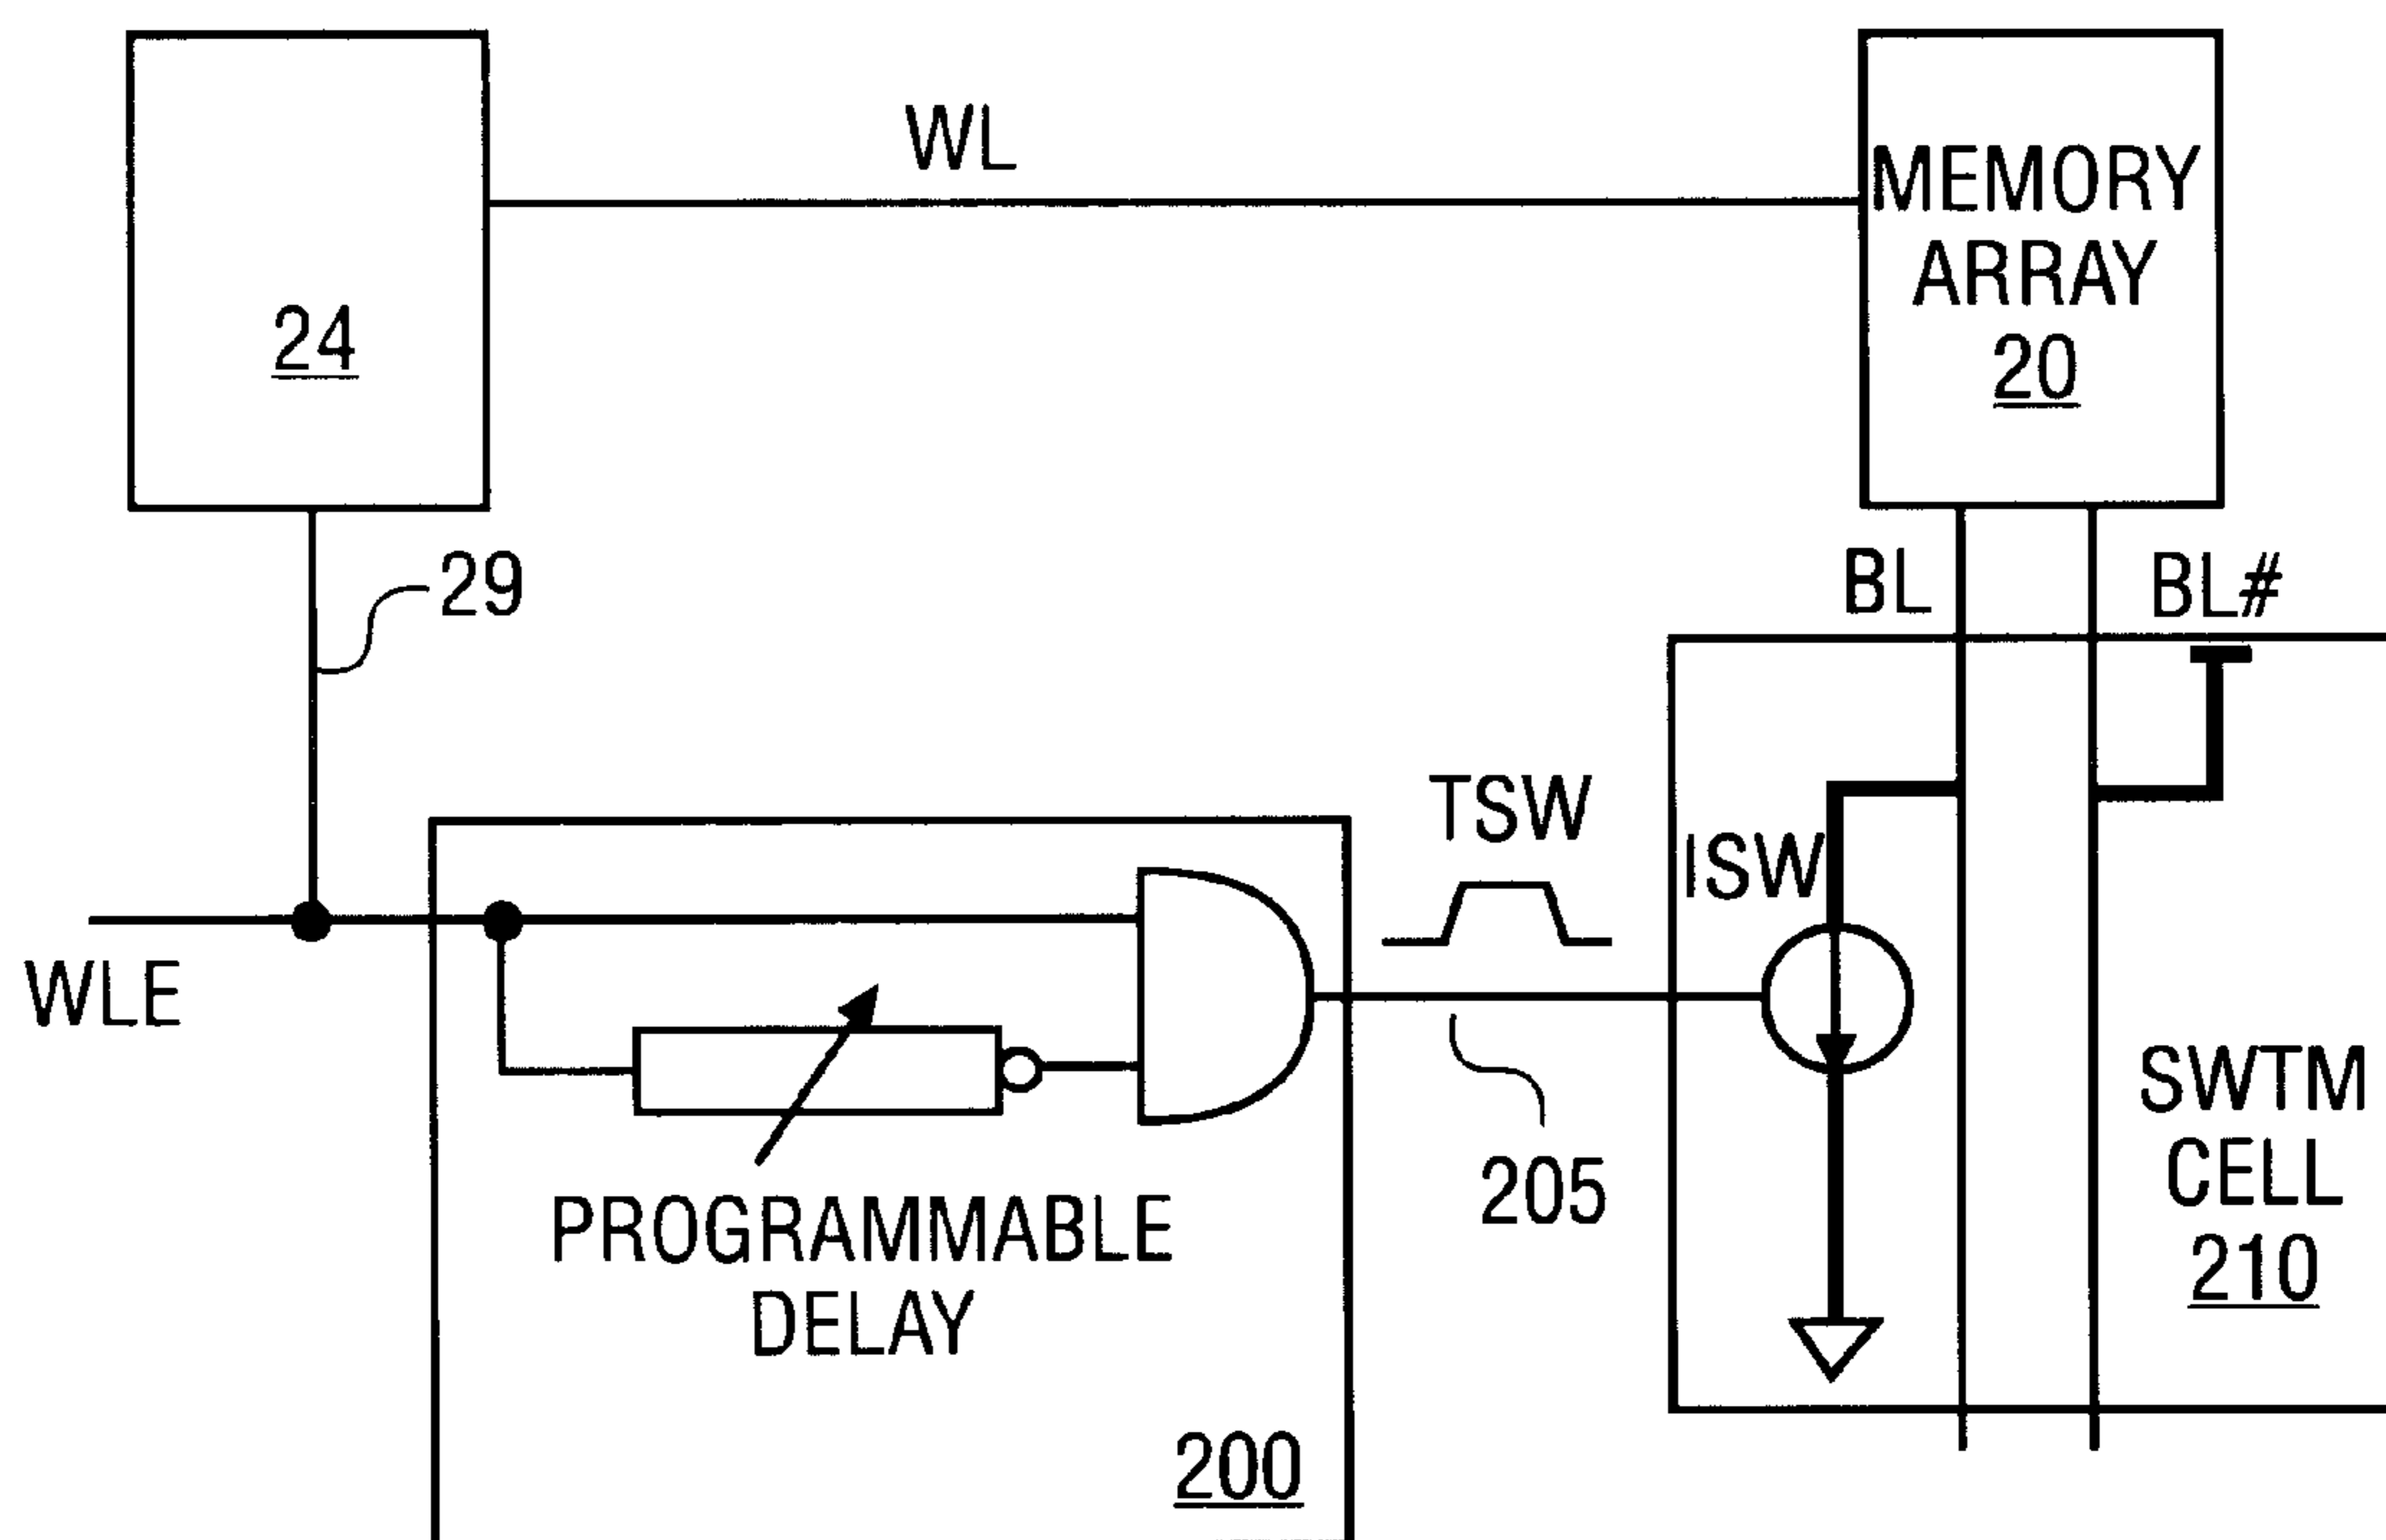 WL
MEMORY
ARRAY
20
24
29
BL
BL#
TSW
ISW
WLE
205
SWTM
CELL
210
PROGRAMMABLE
DELAY
200